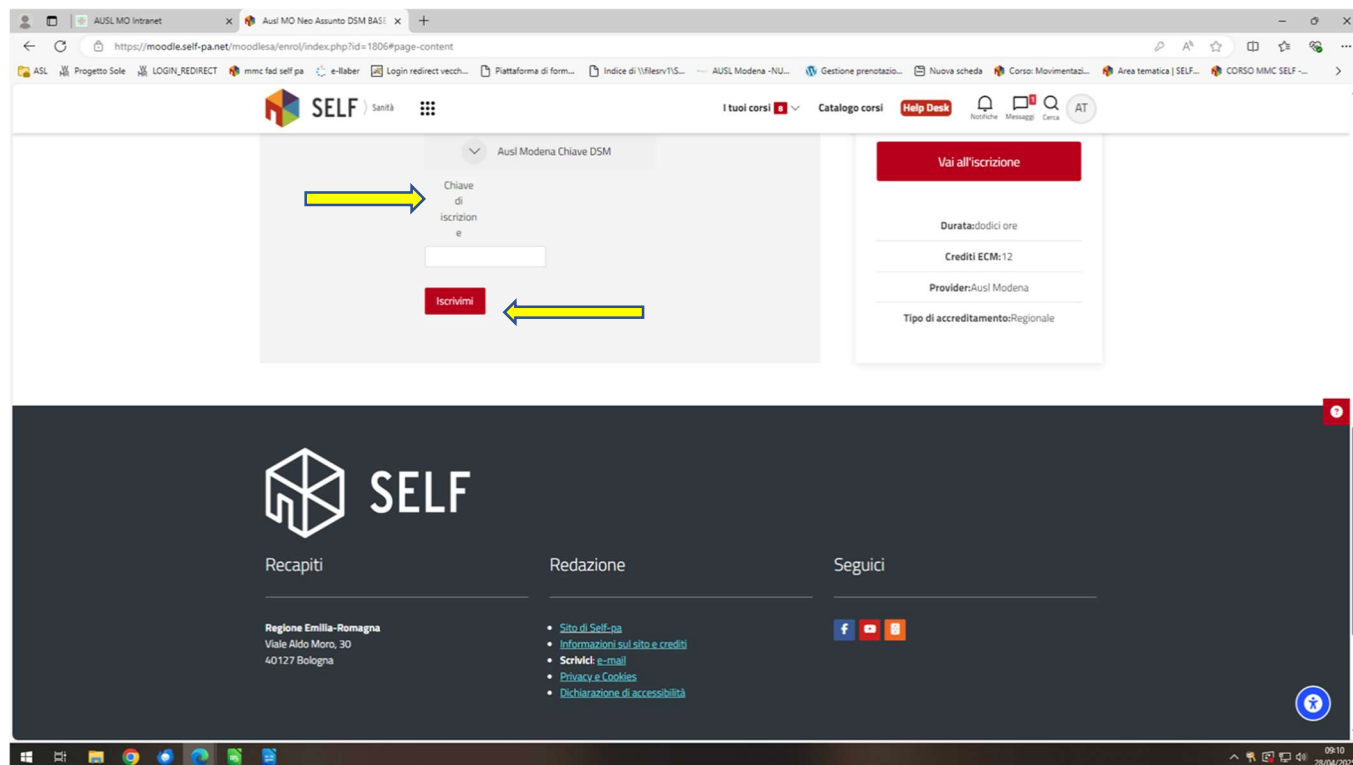 AUSL MO Intranet
Ausl MO Neo Assunto DSM BASE
https://moodle.self-pa.net/moodlesa/enrol/index.php?id=1806#page-content
ASL
Progetto Sole
LOGIN_REDIRECT
mmc fad self pa
e-llaber
Login redirect vecch...
Piattaforma di form...
Indice di \\filesrv1\S...
AUSL Modena -NU...
Gestione prenotazio...
Nuova scheda
Corso: Movimentazi...
Area tematica | SELF...
CORSO MMC SELF -...
SELF Sanità
I tuoi corsi 8
Catalogo corsi
Help Desk
Notifiche
Messaggi 1
Cerca
AT
Ausl Modena Chiave DSM
Chiave
di
iscrizion
e
Iscrivimi
Vai all'iscrizione
Durata:dodici ore
Crediti ECM:12
Provider:Ausl Modena
Tipo di accreditamento:Regionale
SELF
Recapiti
Regione Emilia-Romagna
Viale Aldo Moro, 30
40127 Bologna
Redazione
Sito di Self-pa
Informazioni sul sito e crediti
Scrivici: e-mail
Privacy e Cookies
Dichiarazione di accessibilità
Seguici
09:10